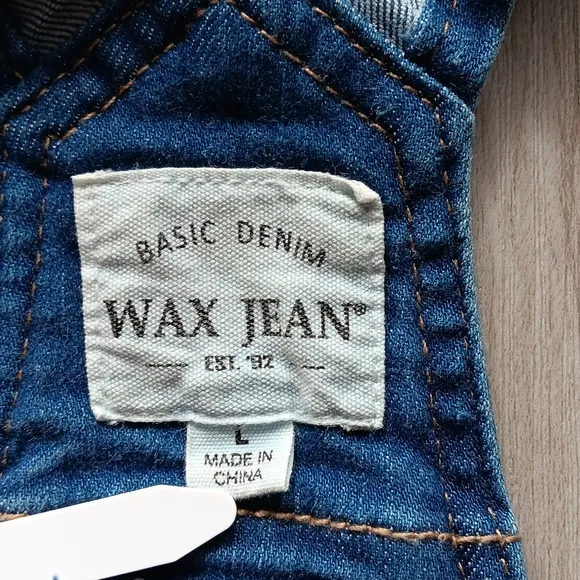 BASIC DENIM
WAX JEAN®
EST. '92
L
MADE IN
CHINA